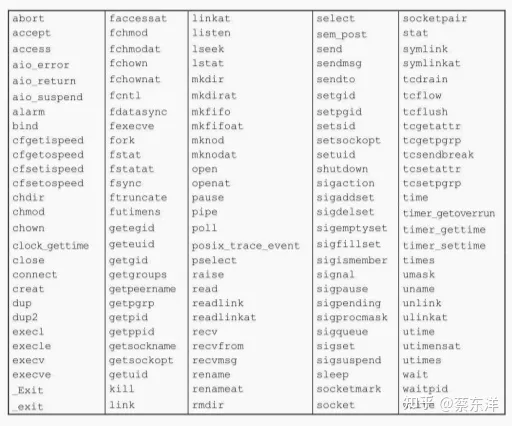 abort
accept
access
aio_error
aio_return
aio_suspend
alarm
bind
cfgetispeed
cfgetospeed
cfsetispeed
cfsetospeed
chdir
chmod
chown
clock_gettime
close
connect
creat
dup
dup2
execl
execle
execv
execve
_Exit
_exit
faccessat
fchmod
fchmodat
fchown
fchownat
fcntl
fdatasync
fexecve
fork
fstat
fstatat
fsync
ftruncate
futimens
getegid
geteuid
getgid
getgroups
getpeername
getpgrp
getpid
getppid
getsockname
getsockopt
getuid
kill
link
linkat
listen
lseek
lstat
mkdir
mkdirat
mkfifo
mkfifoat
mknod
mknodat
open
openat
pause
pipe
poll
posix_trace_event
pselect
raise
read
readlink
readlinkat
recv
recvfrom
recvmsg
rename
renameat
rmdir
select
sem_post
send
sendmsg
sendto
setgid
setpgid
setsid
setsockopt
setuid
shutdown
sigaction
sigaddset
sigdelset
sigemptyset
sigfillset
sigismember
signal
sigpause
sigpending
sigprocmask
sigqueue
sigset
sigsuspend
sleep
socketmark
socket
socketpair
stat
symlink
symlinkat
tcdrain
tcflow
tcflush
tcgetattr
tcgetpgrp
tcsendbreak
tcsetattr
tcsetpgrp
time
timer_getoverrun
timer_gettime
timer_settime
times
umask
uname
unlink
ulinkat
utime
utimensat
utimes
wait
waitpid
write
知乎 @蔡东洋